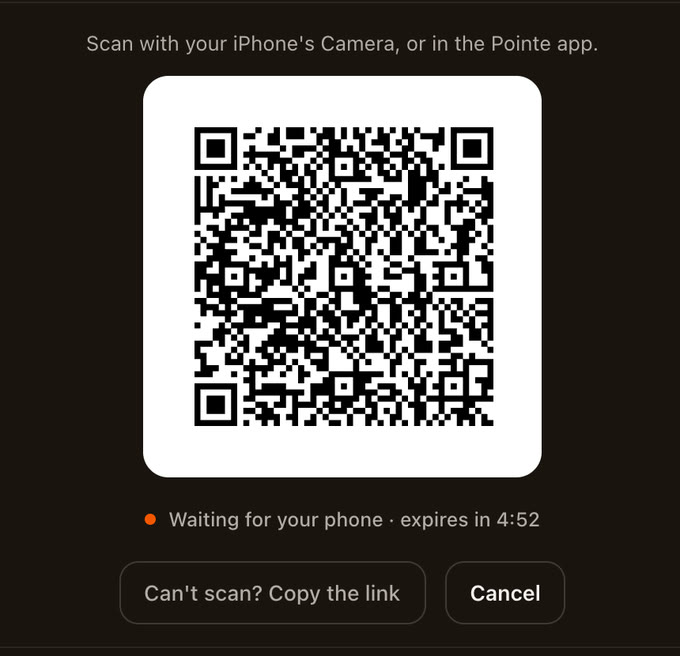 Scan with your iPhone's Camera, or in the Pointe app.
Waiting for your phone · expires in 4:52
Can't scan? Copy the link
Cancel